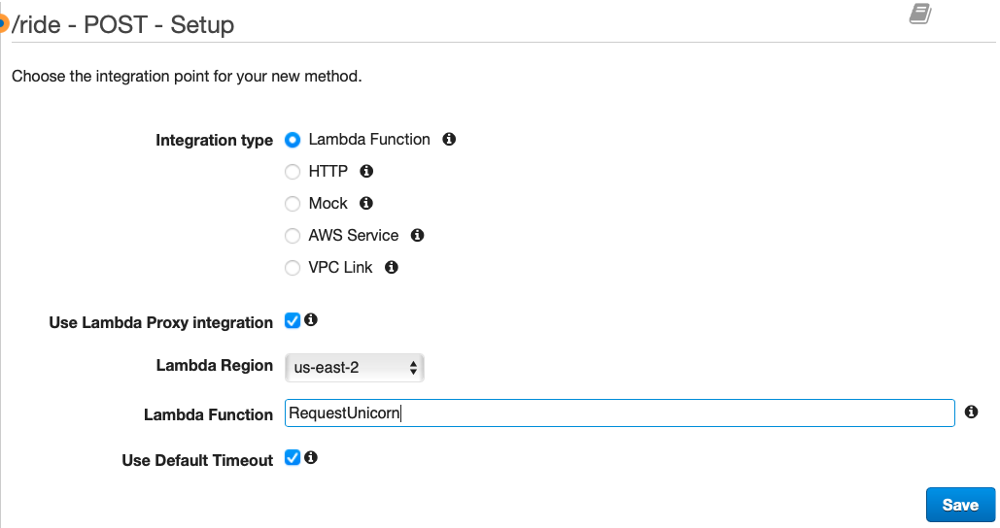 /ride - POST - Setup
Choose the integration point for your new method.
Integration type Lambda Function
HTTP
Mock
AWS Service
VPC Link
Use Lambda Proxy integration
Lambda Region us-east-2
Lambda Function RequestUnicorn
Use Default Timeout
Save